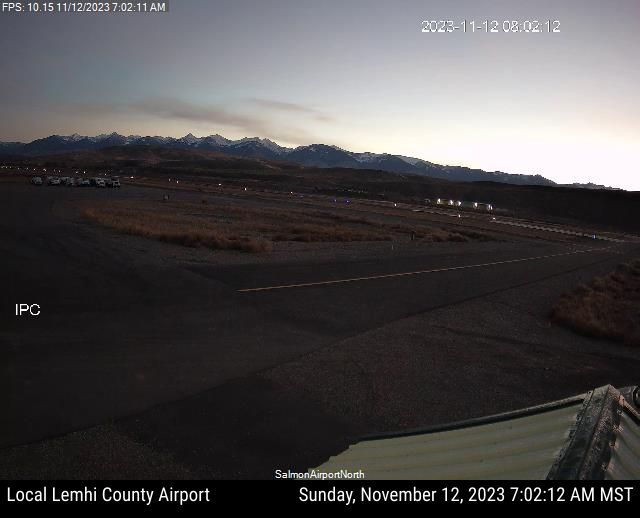 FPS: 10.15 11/12/2023 7:02:11 AM
2023-11-12 08:02:12
IPC
SalmonAirportNorth
Local Lemhi County Airport
Sunday, November 12, 2023 7:02:12 AM MST